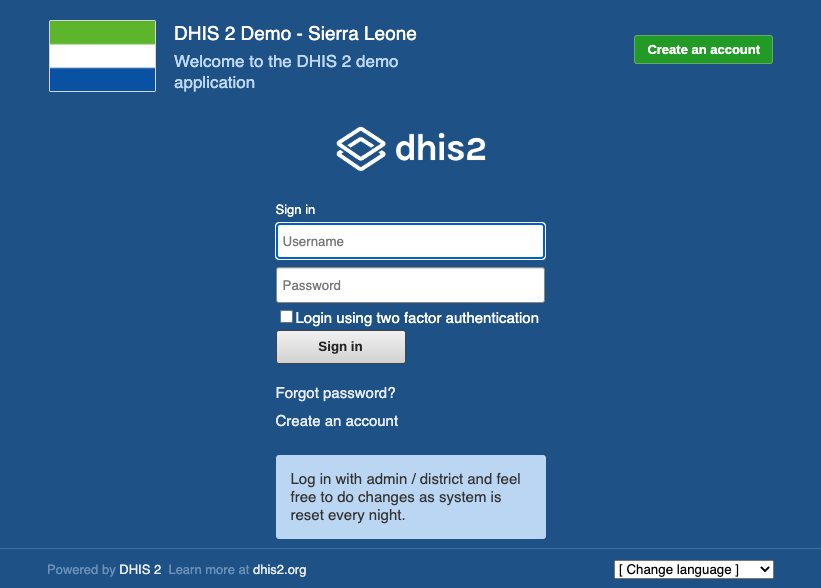 DHIS 2 Demo - Sierra Leone
Welcome to the DHIS 2 demo
application
Create an account
dhis2
Sign in
Username
Password
Login using two factor authentication
Sign in
Forgot password?
Create an account
Log in with admin / district and feel
free to do changes as system is
reset every night.
Powered by DHIS 2 Learn more at dhis2.org
[ Change language ]